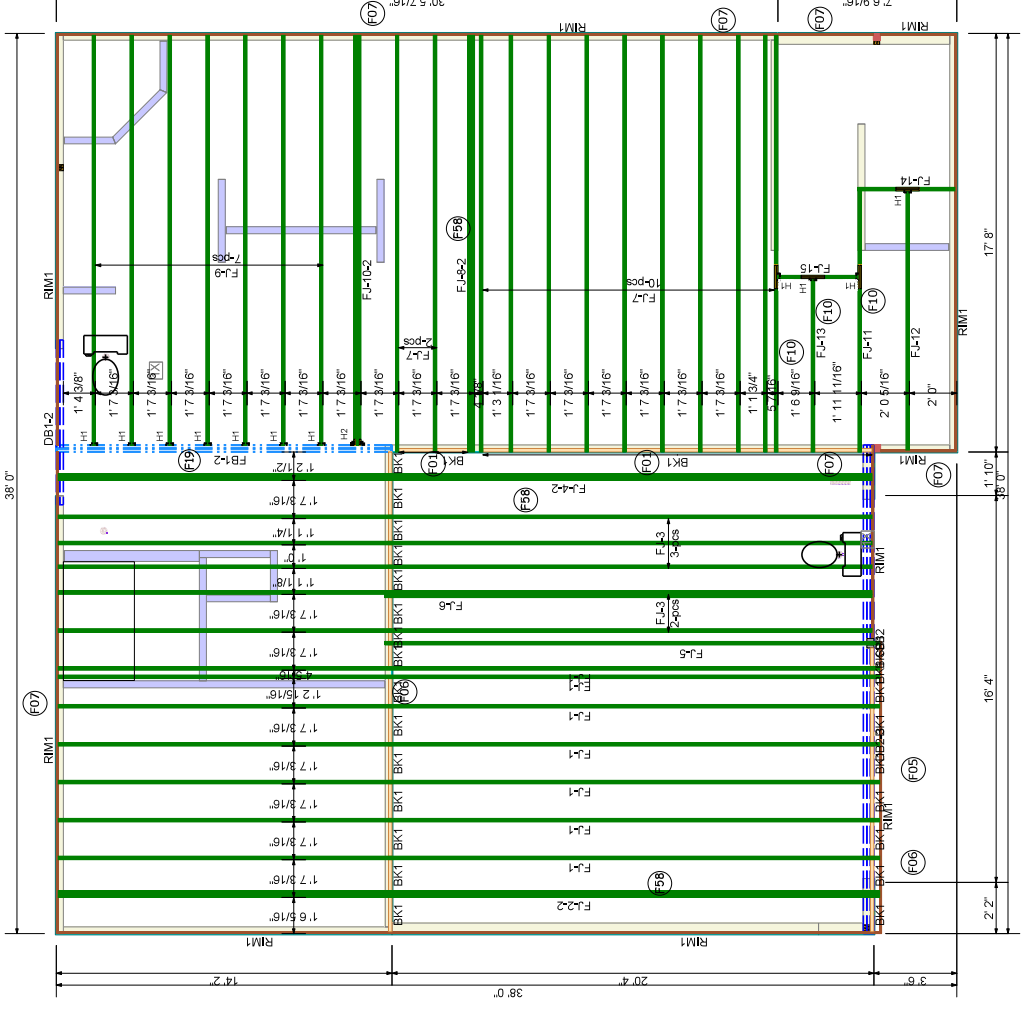 30' 5 7/16"
7' 6 9/16"
F07
F07
F07
RIM1
RIM1
38' 0"
RIM1
DB1-2
7-pcs
FJ-9
FJ-10-2
F58
FJ-8-2
2-pcs
FJ-7
10-pcs
FJ-7
FJ-14
H1
FJ-15
H1
H1
H1
F10
F10
F10
FJ-13
FJ-11
FJ-12
RIM1
17' 8"
1' 4 3/8"
1' 7 3/16"
1' 7 3/16"
1' 7 3/16"
1' 7 3/16"
1' 7 3/16"
1' 7 3/16"
1' 7 3/16"
1' 7 3/16"
1' 7 3/16"
1' 7 3/16"
1' 3 11/16"
1' 7 3/16"
1' 7 3/16"
1' 7 3/16"
1' 7 3/16"
1' 7 3/16"
1' 1 3/4"
5 7/16"
1' 6 9/16"
1' 11 11/16"
2' 0 5/16"
2' 0"
H1
H1
H1
H1
H1
H1
H1
H2
F19
FB1-2
BK1
F01
BK1
F01
F07
RIM1
F07
1' 10"
38' 0"
1' 2 1/2"
1' 7 3/16"
1' 1 1/4"
1' 0"
1' 1 1/8"
1' 7 3/16"
1' 7 3/16"
1' 2 15/16"
1' 7 3/16"
1' 7 3/16"
1' 7 3/16"
1' 7 3/16"
1' 7 3/16"
1' 6 5/16"
BK1
BK1
BK1
BK1
BK1
BK1
BK1
BK1
BK1
BK1
BK1
BK1
BK1
FJ-4-2
F58
FJ-3
3-pcs
FJ-6
FJ-3
2-pcs
FJ-5
FJ-1
FJ-1
FJ-1
FJ-1
FJ-1
FJ-1
F58
FJ-2-2
F06
F07
RIM1
RIM1
BK1
BK1
BK1
BK1
BK1
RIM1
F05
F06
16' 4"
2' 2"
RIM1
RIM1
14' 2"
20' 4"
3' 6"
38' 0"